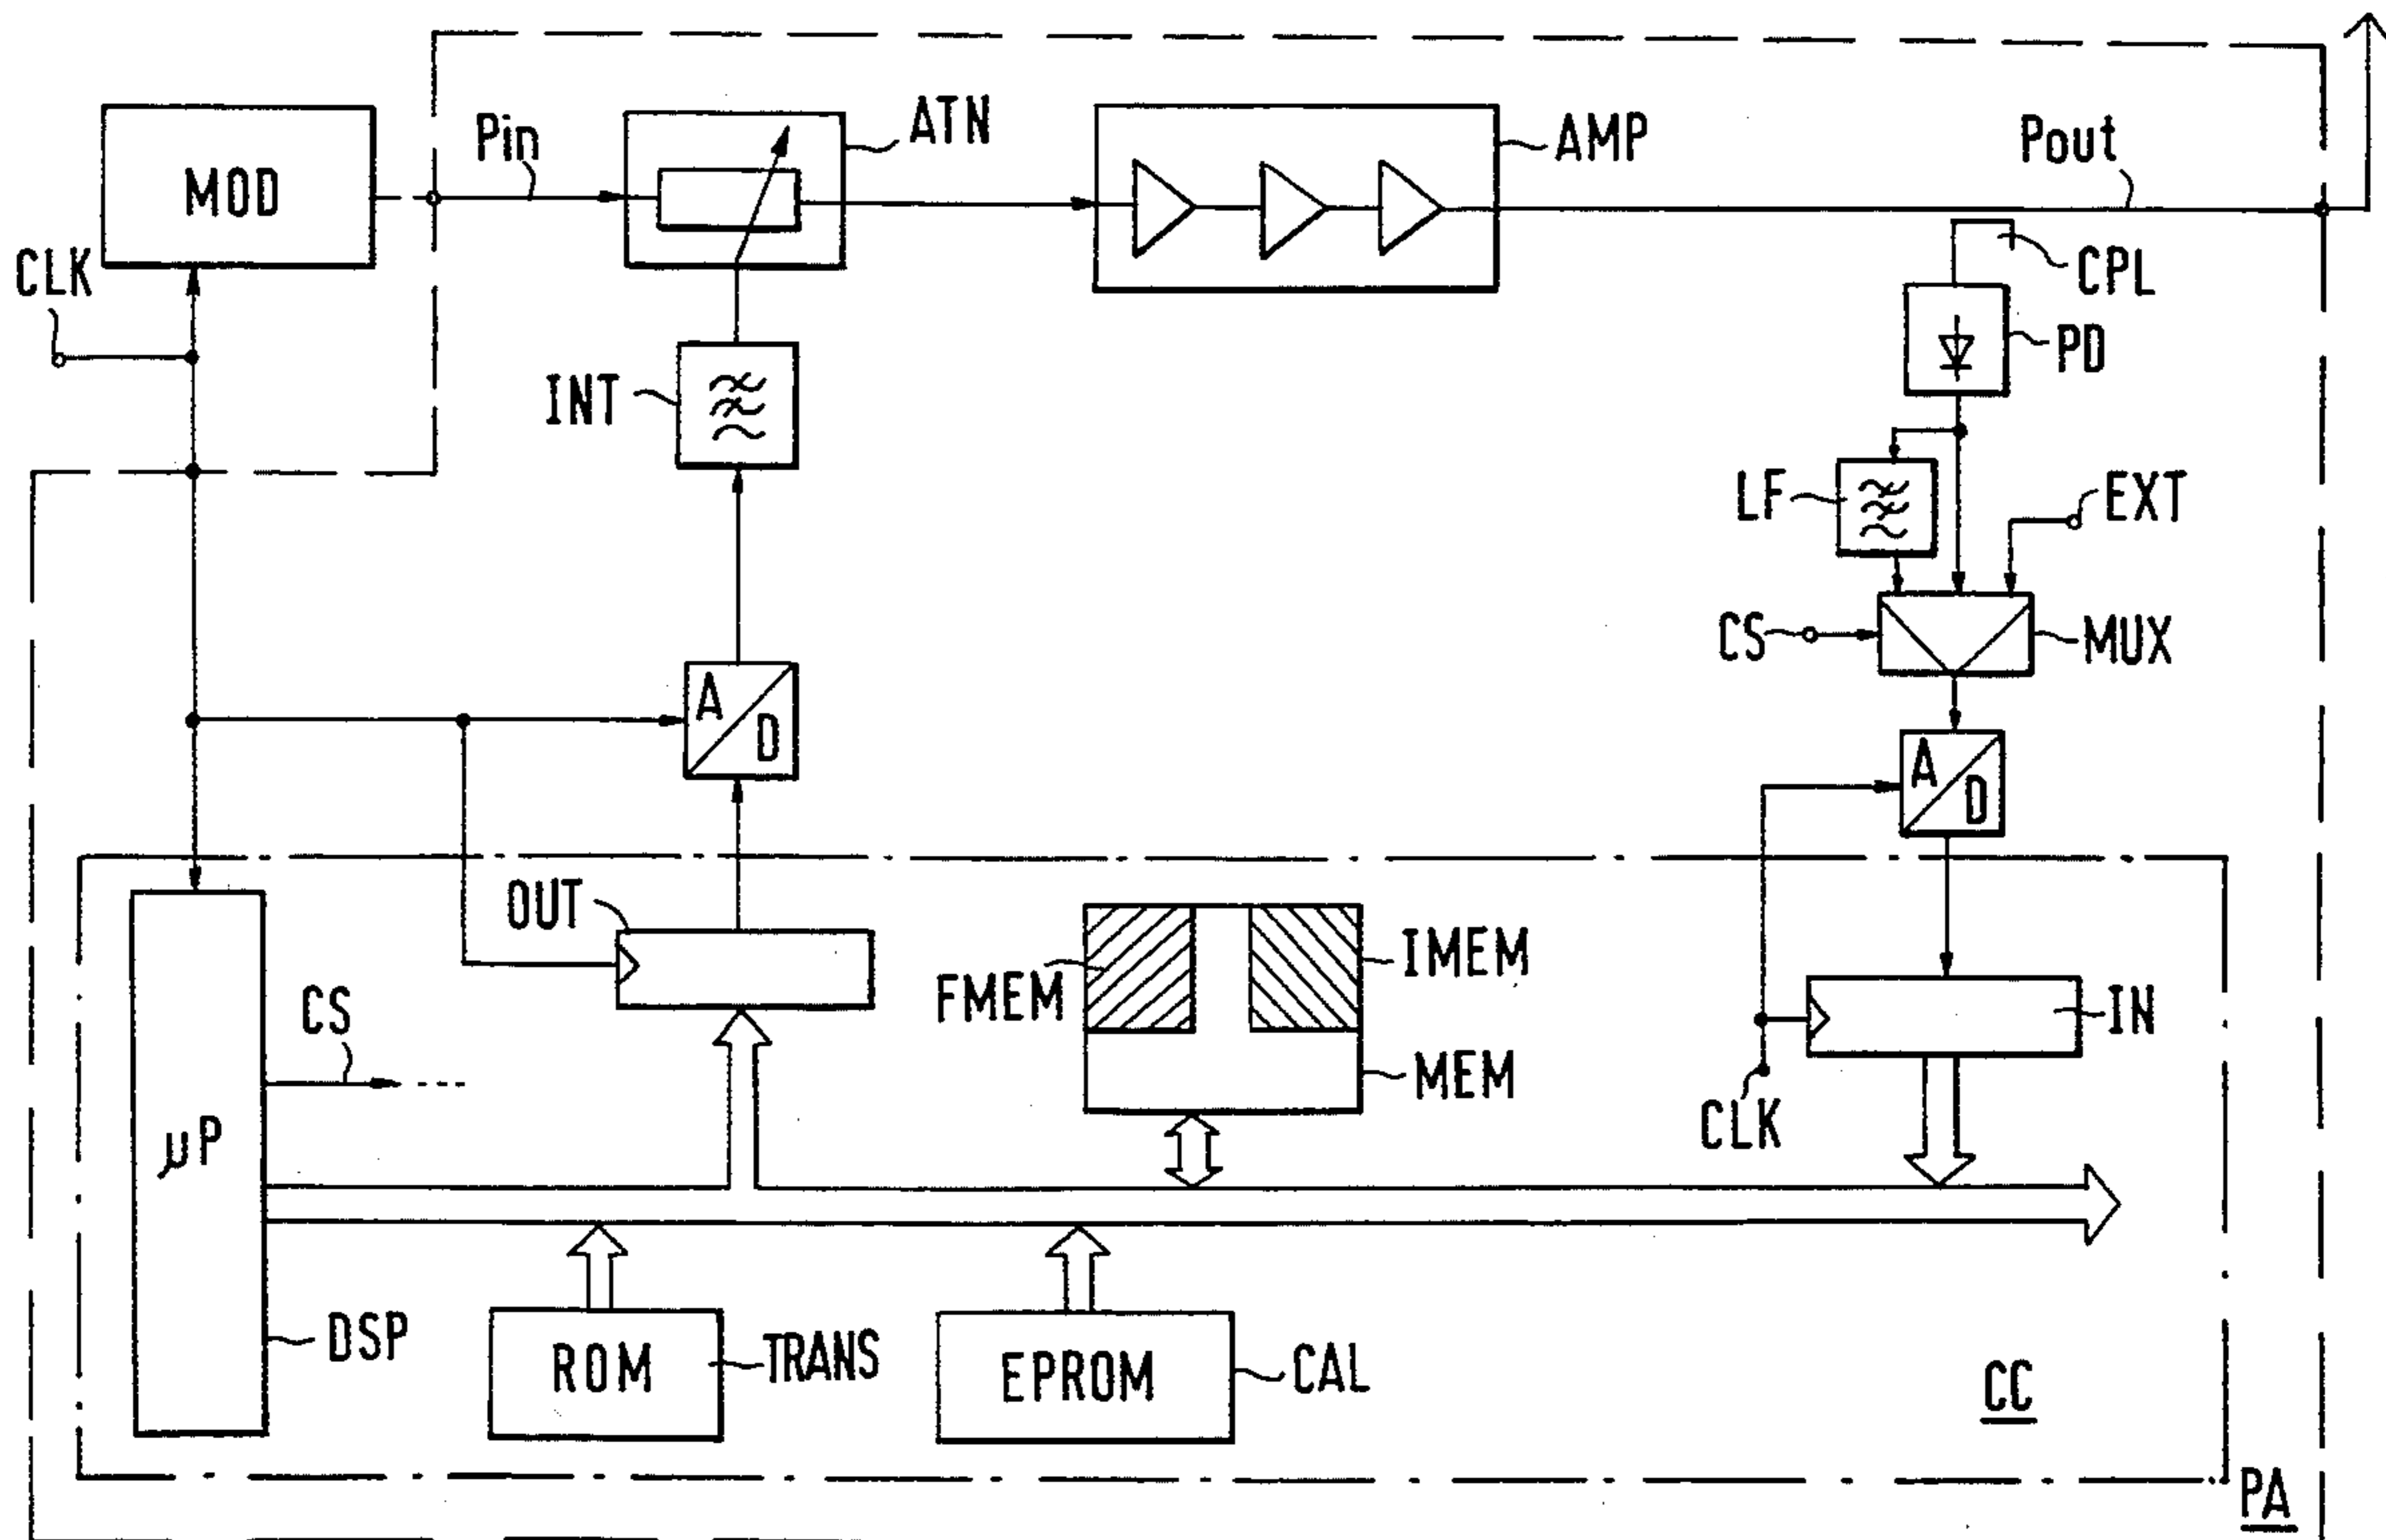 ATN
Pin
AMP
Pout
MOD
CLK
CPL
PD
INT
LF
EXT
CS
MUX
A
D
A
D
OUT
IMEM
FMEM
IN
CS
MEM
CLK
µP
DSP
ROM
TRANS
EPROM
CAL
CC
PA